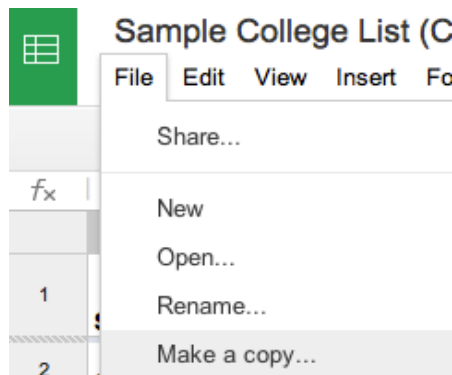 Sample College List (C
File Edit View Insert Fo
Share...
fx
New
Open...
1
Rename...
Make a copy...
2